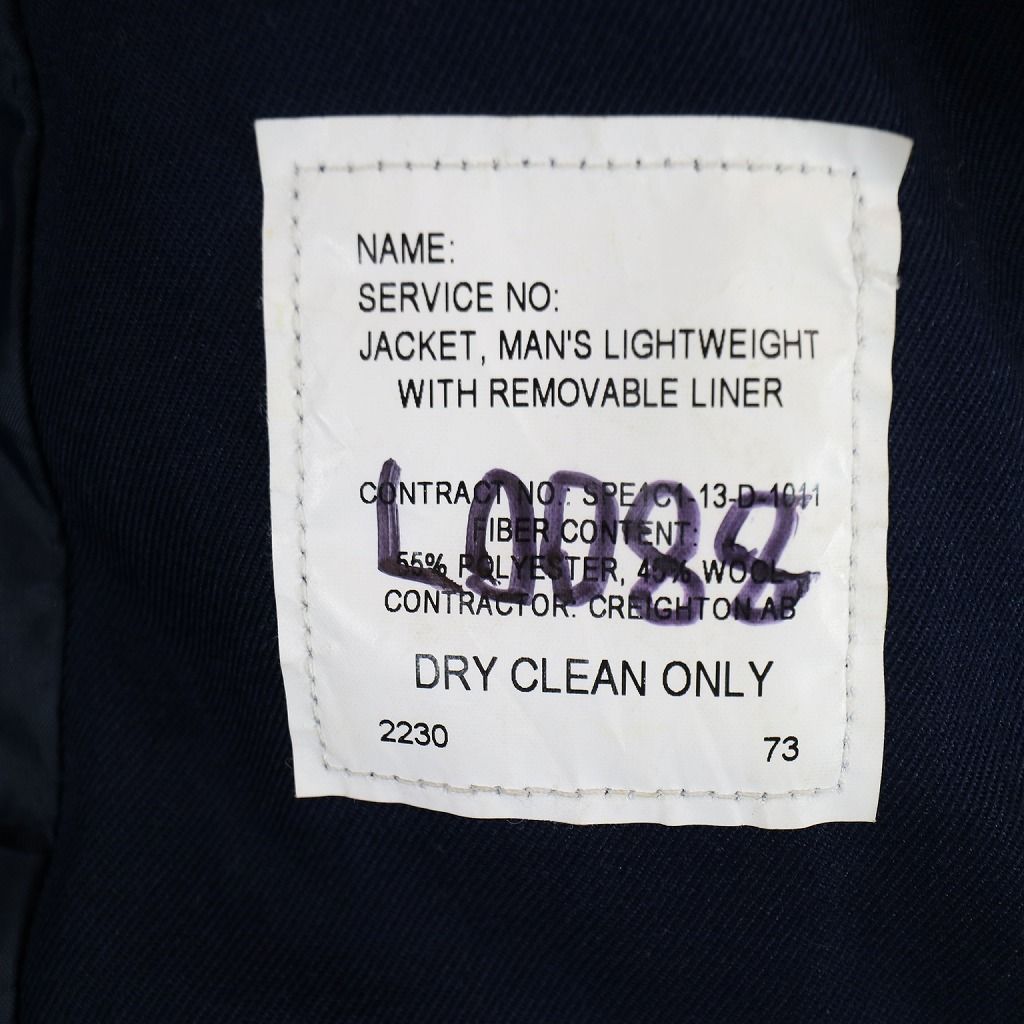 NAME:
SERVICE NO:
JACKET, MAN'S LIGHTWEIGHT
WITH REMOVABLE LINER
CONTRACT NO.: SPE1C1-13-D-1011
FIBER CONTENT:
55% POLYESTER, 45% WOOL
CONTRACTOR: CREIGHTON AB
L0088
DRY CLEAN ONLY
2230 73